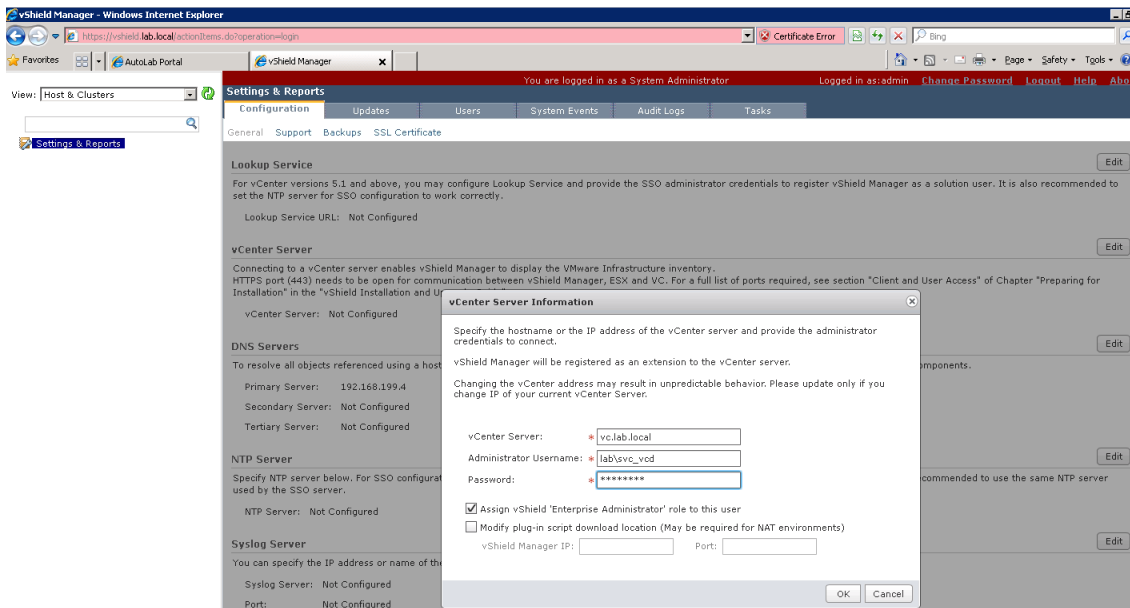 vShield Manager - Windows Internet Explorer
https://vshield.lab.local/actionItems.do?operation=login
Certificate Error
Bing
Favorites
AutoLab Portal
vShield Manager
x
Page
Safety
Tools
You are logged in as a System Administrator
Logged in as:admin
Change Password
Logout
Help
View:
Host & Clusters
Settings & Reports
Settings & Reports
Configuration
Updates
Users
System Events
Audit Logs
Tasks
General
Support
Backups
SSL Certificate
Lookup Service
Edit
For vCenter versions 5.1 and above, you may configure Lookup Service and provide the SSO administrator credentials to register vShield Manager as a solution user. It is also recommended to
set the NTP server for SSO configuration to work correctly.
Lookup Service URL: Not Configured
vCenter Server
Edit
Connecting to a vCenter server enables vShield Manager to display the VMware Infrastructure inventory.
HTTPS port (443) needs to be open for communication between vShield Manager, ESX and VC. For a full list of ports required, see section "Client and User Access" of Chapter "Preparing for
Installation" in the "vShield Installation and
vCenter Server: Not Configured
DNS Servers
Edit
To resolve all objects referenced using a host
Primary Server: 192.168.199.4
Secondary Server: Not Configured
Tertiary Server: Not Configured
NTP Server
Edit
Specify NTP server below. For SSO configurat
ecommended to use the same NTP server
used by the SSO server.
NTP Server: Not Configured
Syslog Server
Edit
You can specify the IP address or name of the
Syslog Server: Not Configured
Port: Not Configured
vCenter Server Information
Specify the hostname or the IP address of the vCenter server and provide the administrator
credentials to connect.
vShield Manager will be registered as an extension to the vCenter server.
Changing the vCenter address may result in unpredictable behavior. Please update only if you
change IP of your current vCenter Server.
vCenter Server: * vc.lab.local
Administrator Username: * lab\svc_vcd
Password: * ********
Assign vShield 'Enterprise Administrator' role to this user
Modify plug-in script download location (May be required for NAT environments)
vShield Manager IP:
Port:
OK
Cancel